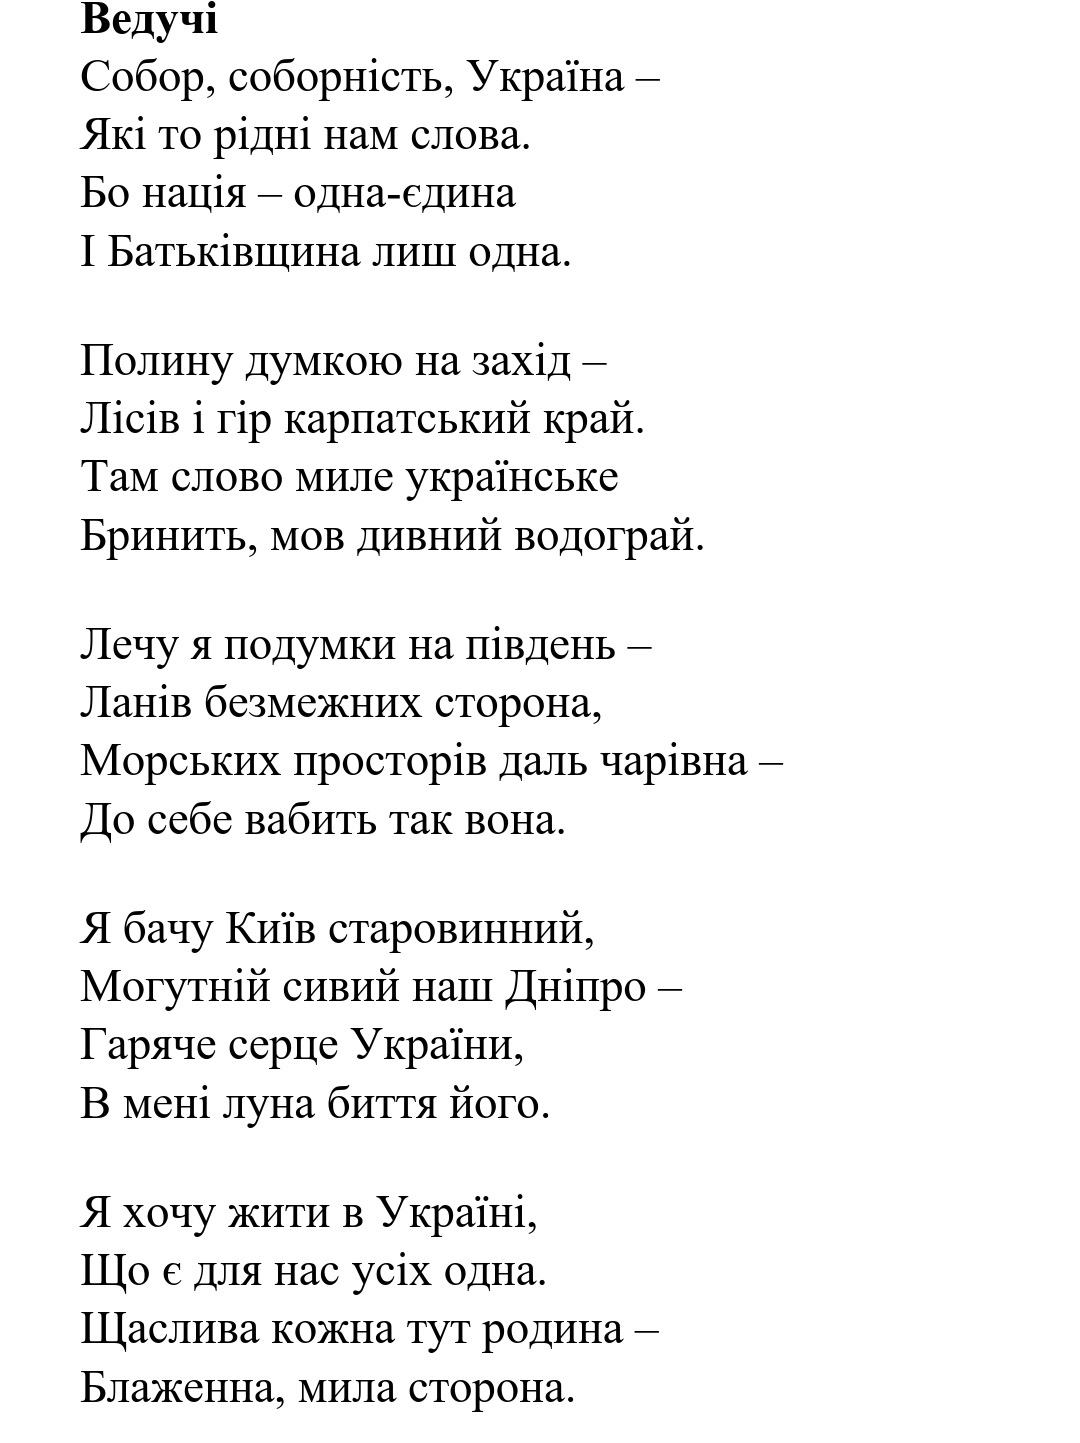 Ведучі
Собор, соборність, Україна –
Які то рідні нам слова.
Бо нація – одна-єдина
І Батьківщина лиш одна.
Полину думкою на захід –
Лісів і гір карпатський край.
Там слово миле українське
Бринить, мов дивний водограй.
Лечу я подумки на південь –
Ланів безмежних сторона,
Морських просторів даль чарівна –
До себе вабить так вона.
Я бачу Київ старовинний,
Могутній сивий наш Дніпро –
Гаряче серце України,
В мені луна биття його.
Я хочу жити в Україні,
Що є для нас усіх одна.
Щаслива кожна тут родина –
Блаженна, мила сторона.